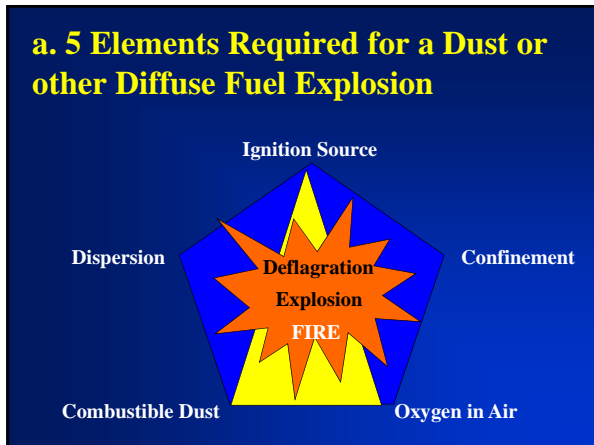 a. 5 Elements Required for a Dust or
other Diffuse Fuel Explosion
Ignition Source
Dispersion
Confinement
Deflagration
Explosion
FIRE
Combustible Dust
Oxygen in Air